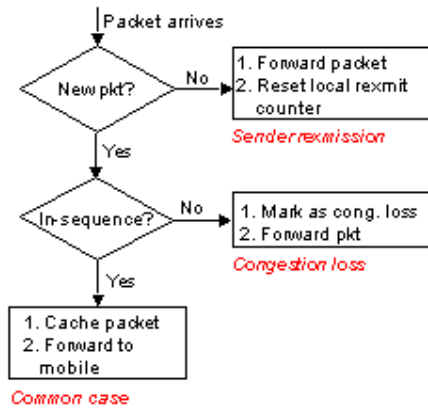 Packet arrives
New pkt?
No
1. Forward packet
2. Reset local rexmit
counter
Sender rexmission
Yes
In-sequence?
No
1. Mark as cong. loss
2. Forward pkt
Congestion loss
Yes
1. Cache packet
2. Forward to
mobile
Common case